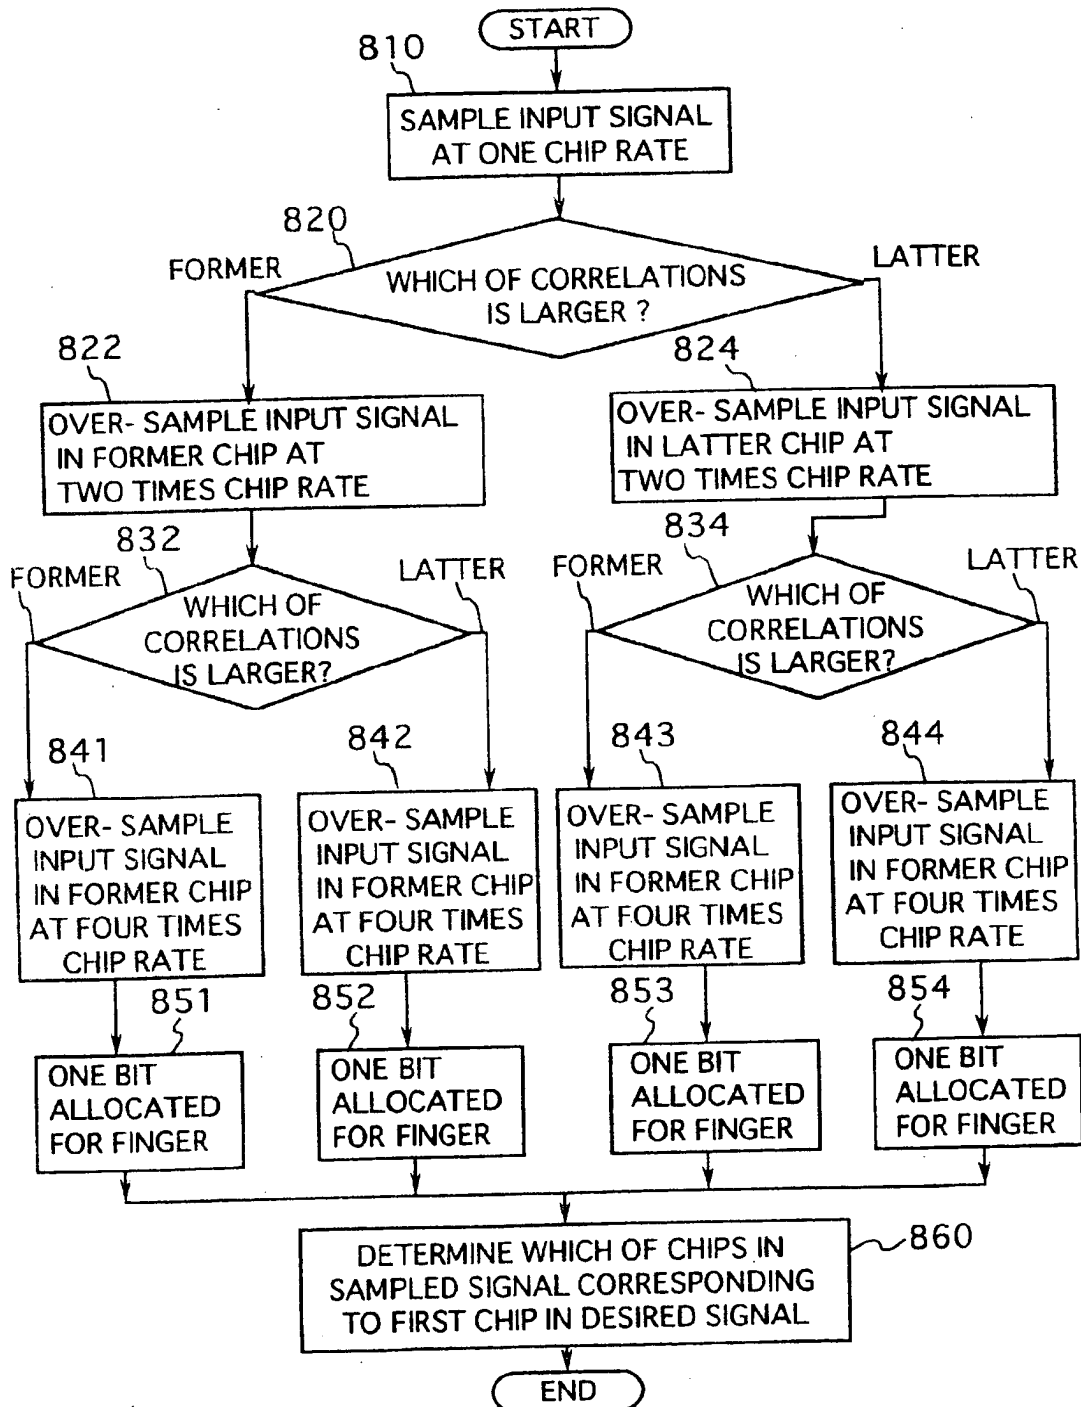 START
810
SAMPLE INPUT SIGNAL
AT ONE CHIP RATE
820
FORMER
LATTER
WHICH OF CORRELATIONS
IS LARGER ?
822
824
OVER- SAMPLE INPUT SIGNAL
IN FORMER CHIP AT
TWO TIMES CHIP RATE
OVER- SAMPLE INPUT SIGNAL
IN LATTER CHIP AT
TWO TIMES CHIP RATE
832
834
FORMER
LATTER
FORMER
LATTER
WHICH OF
CORRELATIONS
IS LARGER?
WHICH OF
CORRELATIONS
IS LARGER?
841
842
843
844
OVER- SAMPLE
INPUT SIGNAL
IN FORMER CHIP
AT FOUR TIMES
CHIP RATE
OVER- SAMPLE
INPUT SIGNAL
IN FORMER CHIP
AT FOUR TIMES
CHIP RATE
OVER- SAMPLE
INPUT SIGNAL
IN FORMER CHIP
AT FOUR TIMES
CHIP RATE
OVER- SAMPLE
INPUT SIGNAL
IN FORMER CHIP
AT FOUR TIMES
CHIP RATE
851
852
853
854
ONE BIT
ALLOCATED
FOR FINGER
ONE BIT
ALLOCATED
FOR FINGER
ONE BIT
ALLOCATED
FOR FINGER
ONE BIT
ALLOCATED
FOR FINGER
860
DETERMINE WHICH OF CHIPS IN
SAMPLED SIGNAL CORRESPONDING
TO FIRST CHIP IN DESIRED SIGNAL
END